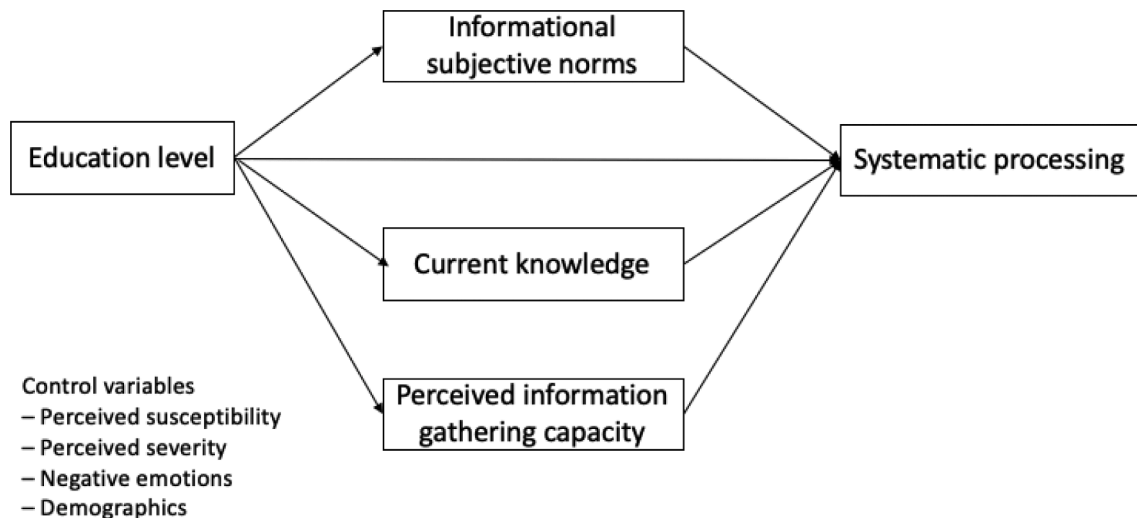 Informational
subjective norms
Education level
Systematic processing
Current knowledge
Perceived information
gathering capacity
Control variables
– Perceived susceptibility
– Perceived severity
– Negative emotions
– Demographics